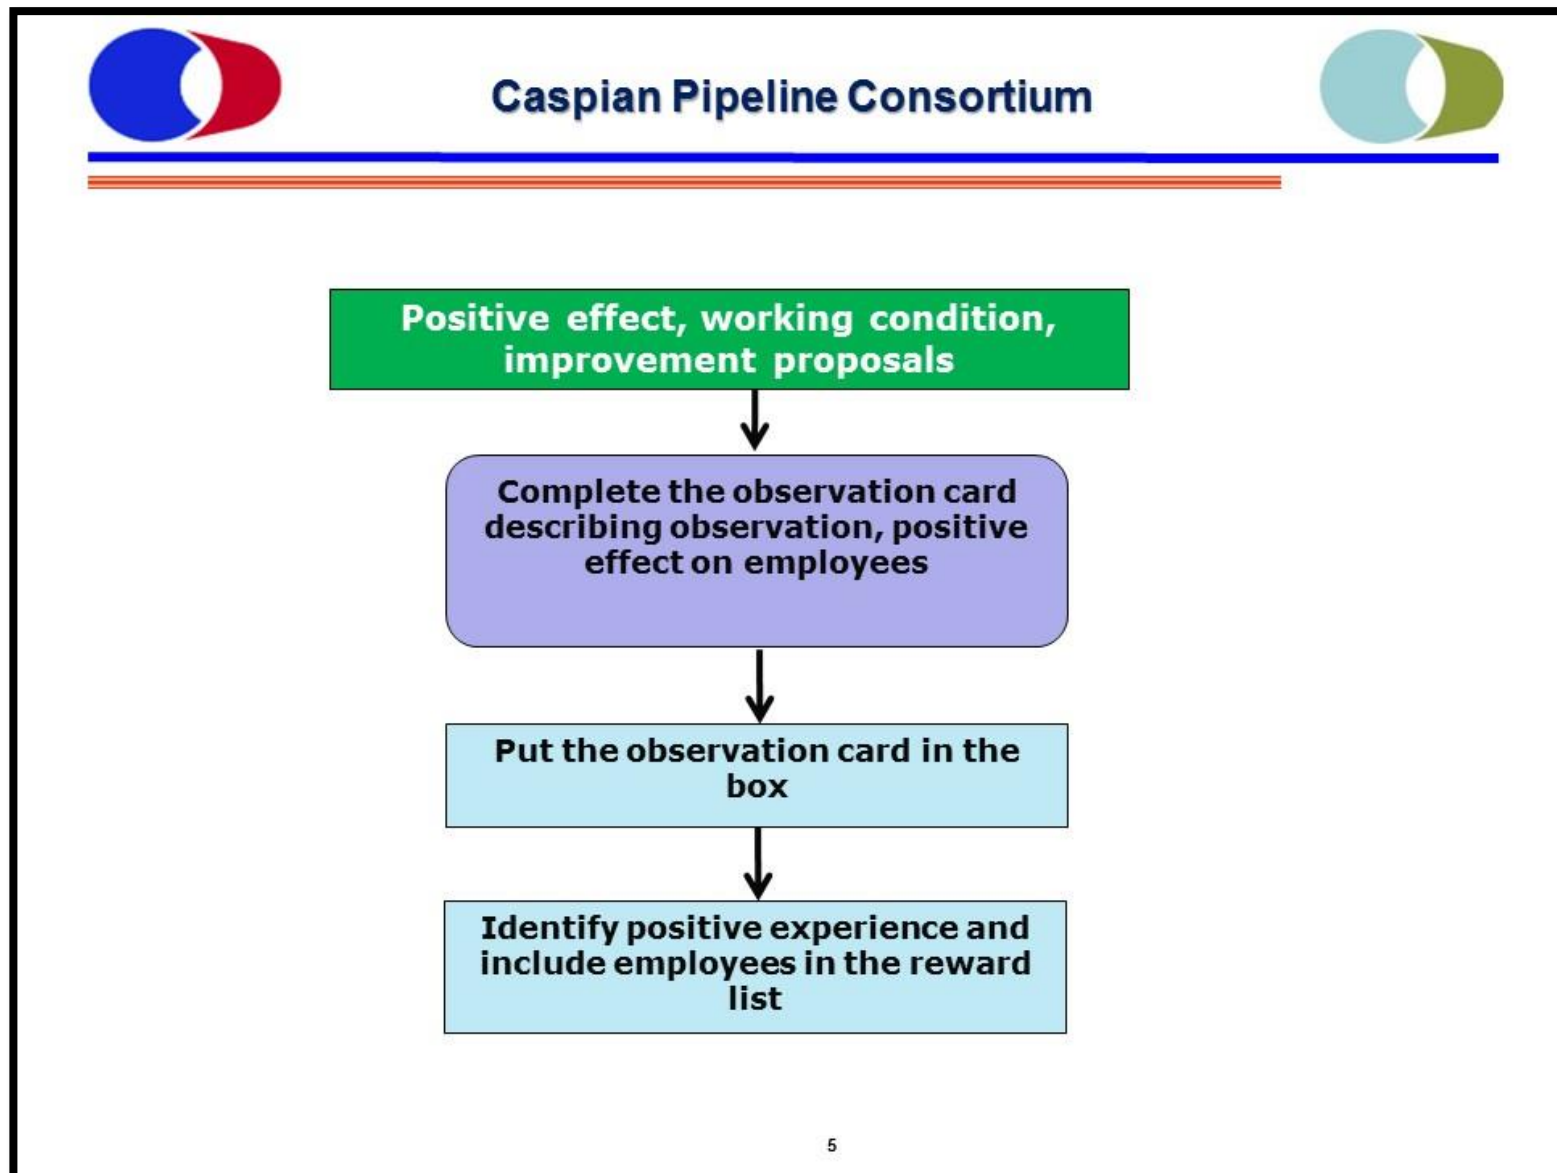 Caspian Pipeline Consortium
Positive effect, working condition,
improvement proposals
Complete the observation card
describing observation, positive
effect on employees
Put the observation card in the
box
Identify positive experience and
include employees in the reward
list
5